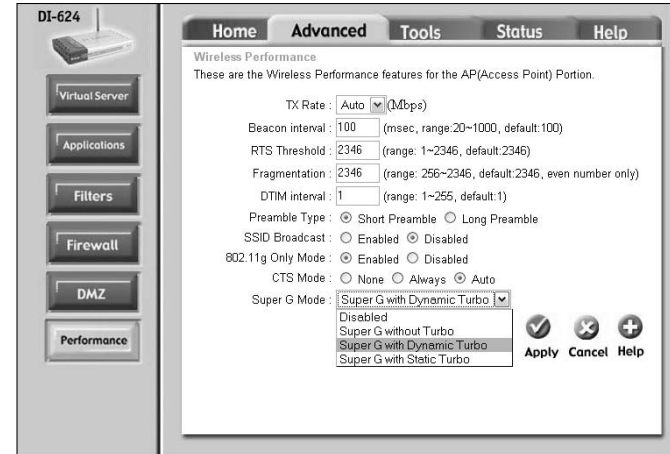 DI-624
Home Advanced Tools Status Help
Virtual Server
Applications
Filters
Firewall
DMZ
Performance
Wireless Performance
These are the Wireless Performance features for the AP(Access Point) Portion.
TX Rate : Auto (Mbps)
Beacon interval : 100 (msec, range:20~1000, default:100)
RTS Threshold : 2346 (range: 1~2346, default:2346)
Fragmentation : 2346 (range: 256~2346, default:2346, even number only)
DTIM interval : 1 (range: 1~255, default:1)
Preamble Type : Short Preamble Long Preamble
SSID Broadcast : Enabled Disabled
802.11g Only Mode : Enabled Disabled
CTS Mode : None Always Auto
Super G Mode : Super G with Dynamic Turbo
Disabled
Super G without Turbo
Super G with Dynamic Turbo
Super G with Static Turbo
Apply Cancel Help